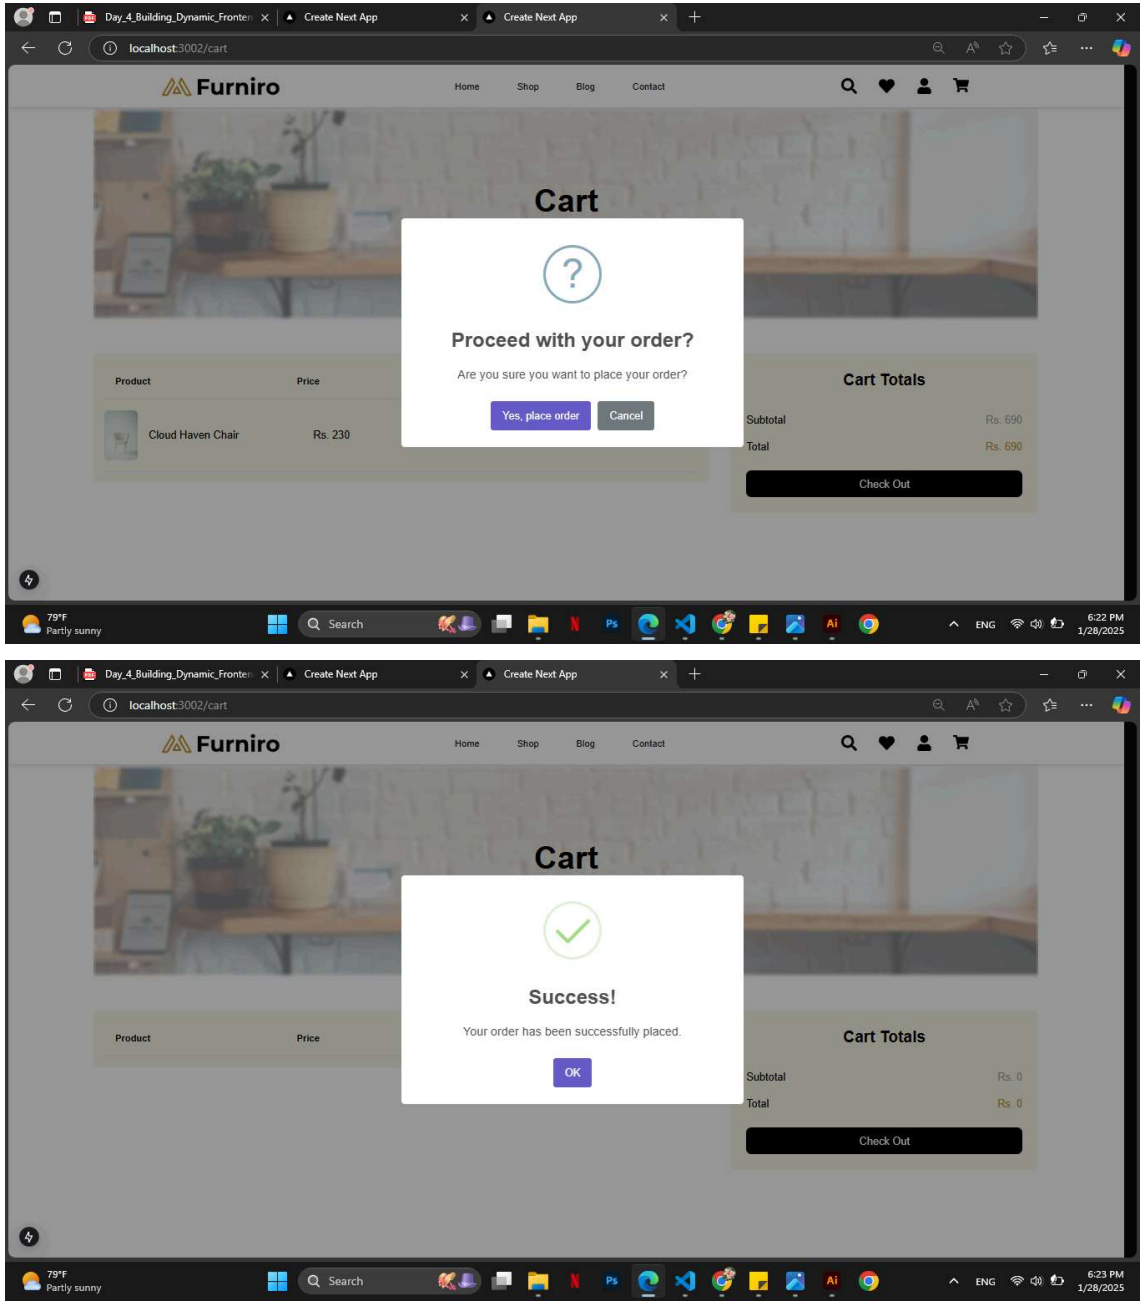 Day_4_Building_Dynamic_Fronten
Create Next App
Create Next App
localhost:3002/cart
Furniro
Home Shop Blog Contact
Cart
?
Proceed with your order?
Are you sure you want to place your order?
Yes, place order Cancel
Product Price
Cloud Haven Chair Rs. 230
Cart Totals
Subtotal Rs. 690
Total Rs. 690
Check Out
79°F
Partly sunny
Search
Ps
Ai
ENG
6:22 PM
1/28/2025
Day_4_Building_Dynamic_Fronten
Create Next App
Create Next App
localhost:3002/cart
Furniro
Home Shop Blog Contact
Cart
Success!
Your order has been successfully placed.
OK
Product Price
Cart Totals
Subtotal Rs. 0
Total Rs. 0
Check Out
79°F
Partly sunny
Search
Ps
Ai
ENG
6:23 PM
1/28/2025